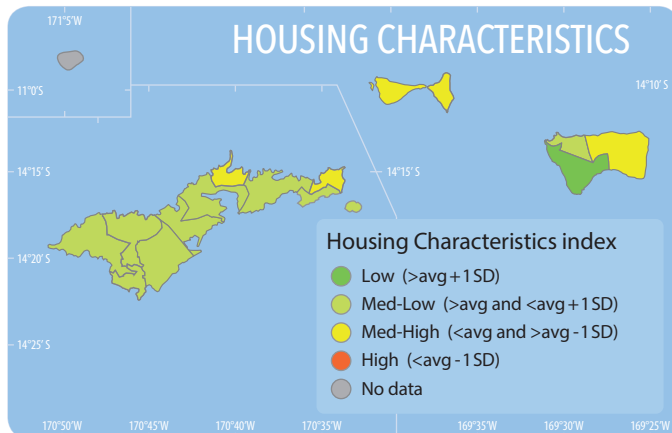 171°5'W
HOUSING CHARACTERISTICS
11°0'S
14°10'S
14°15'S
14°15'S
14°20'S
14°25'S
Housing Characteristics index
Low (>avg+1SD)
Med-Low (>avg and <avg+1SD)
Med-High (<avg and >avg-1SD)
High (<avg-1SD)
No data
170°50'W
170°45'W
170°40'W
170°35'W
169°35'W
169°30'W
169°25'W